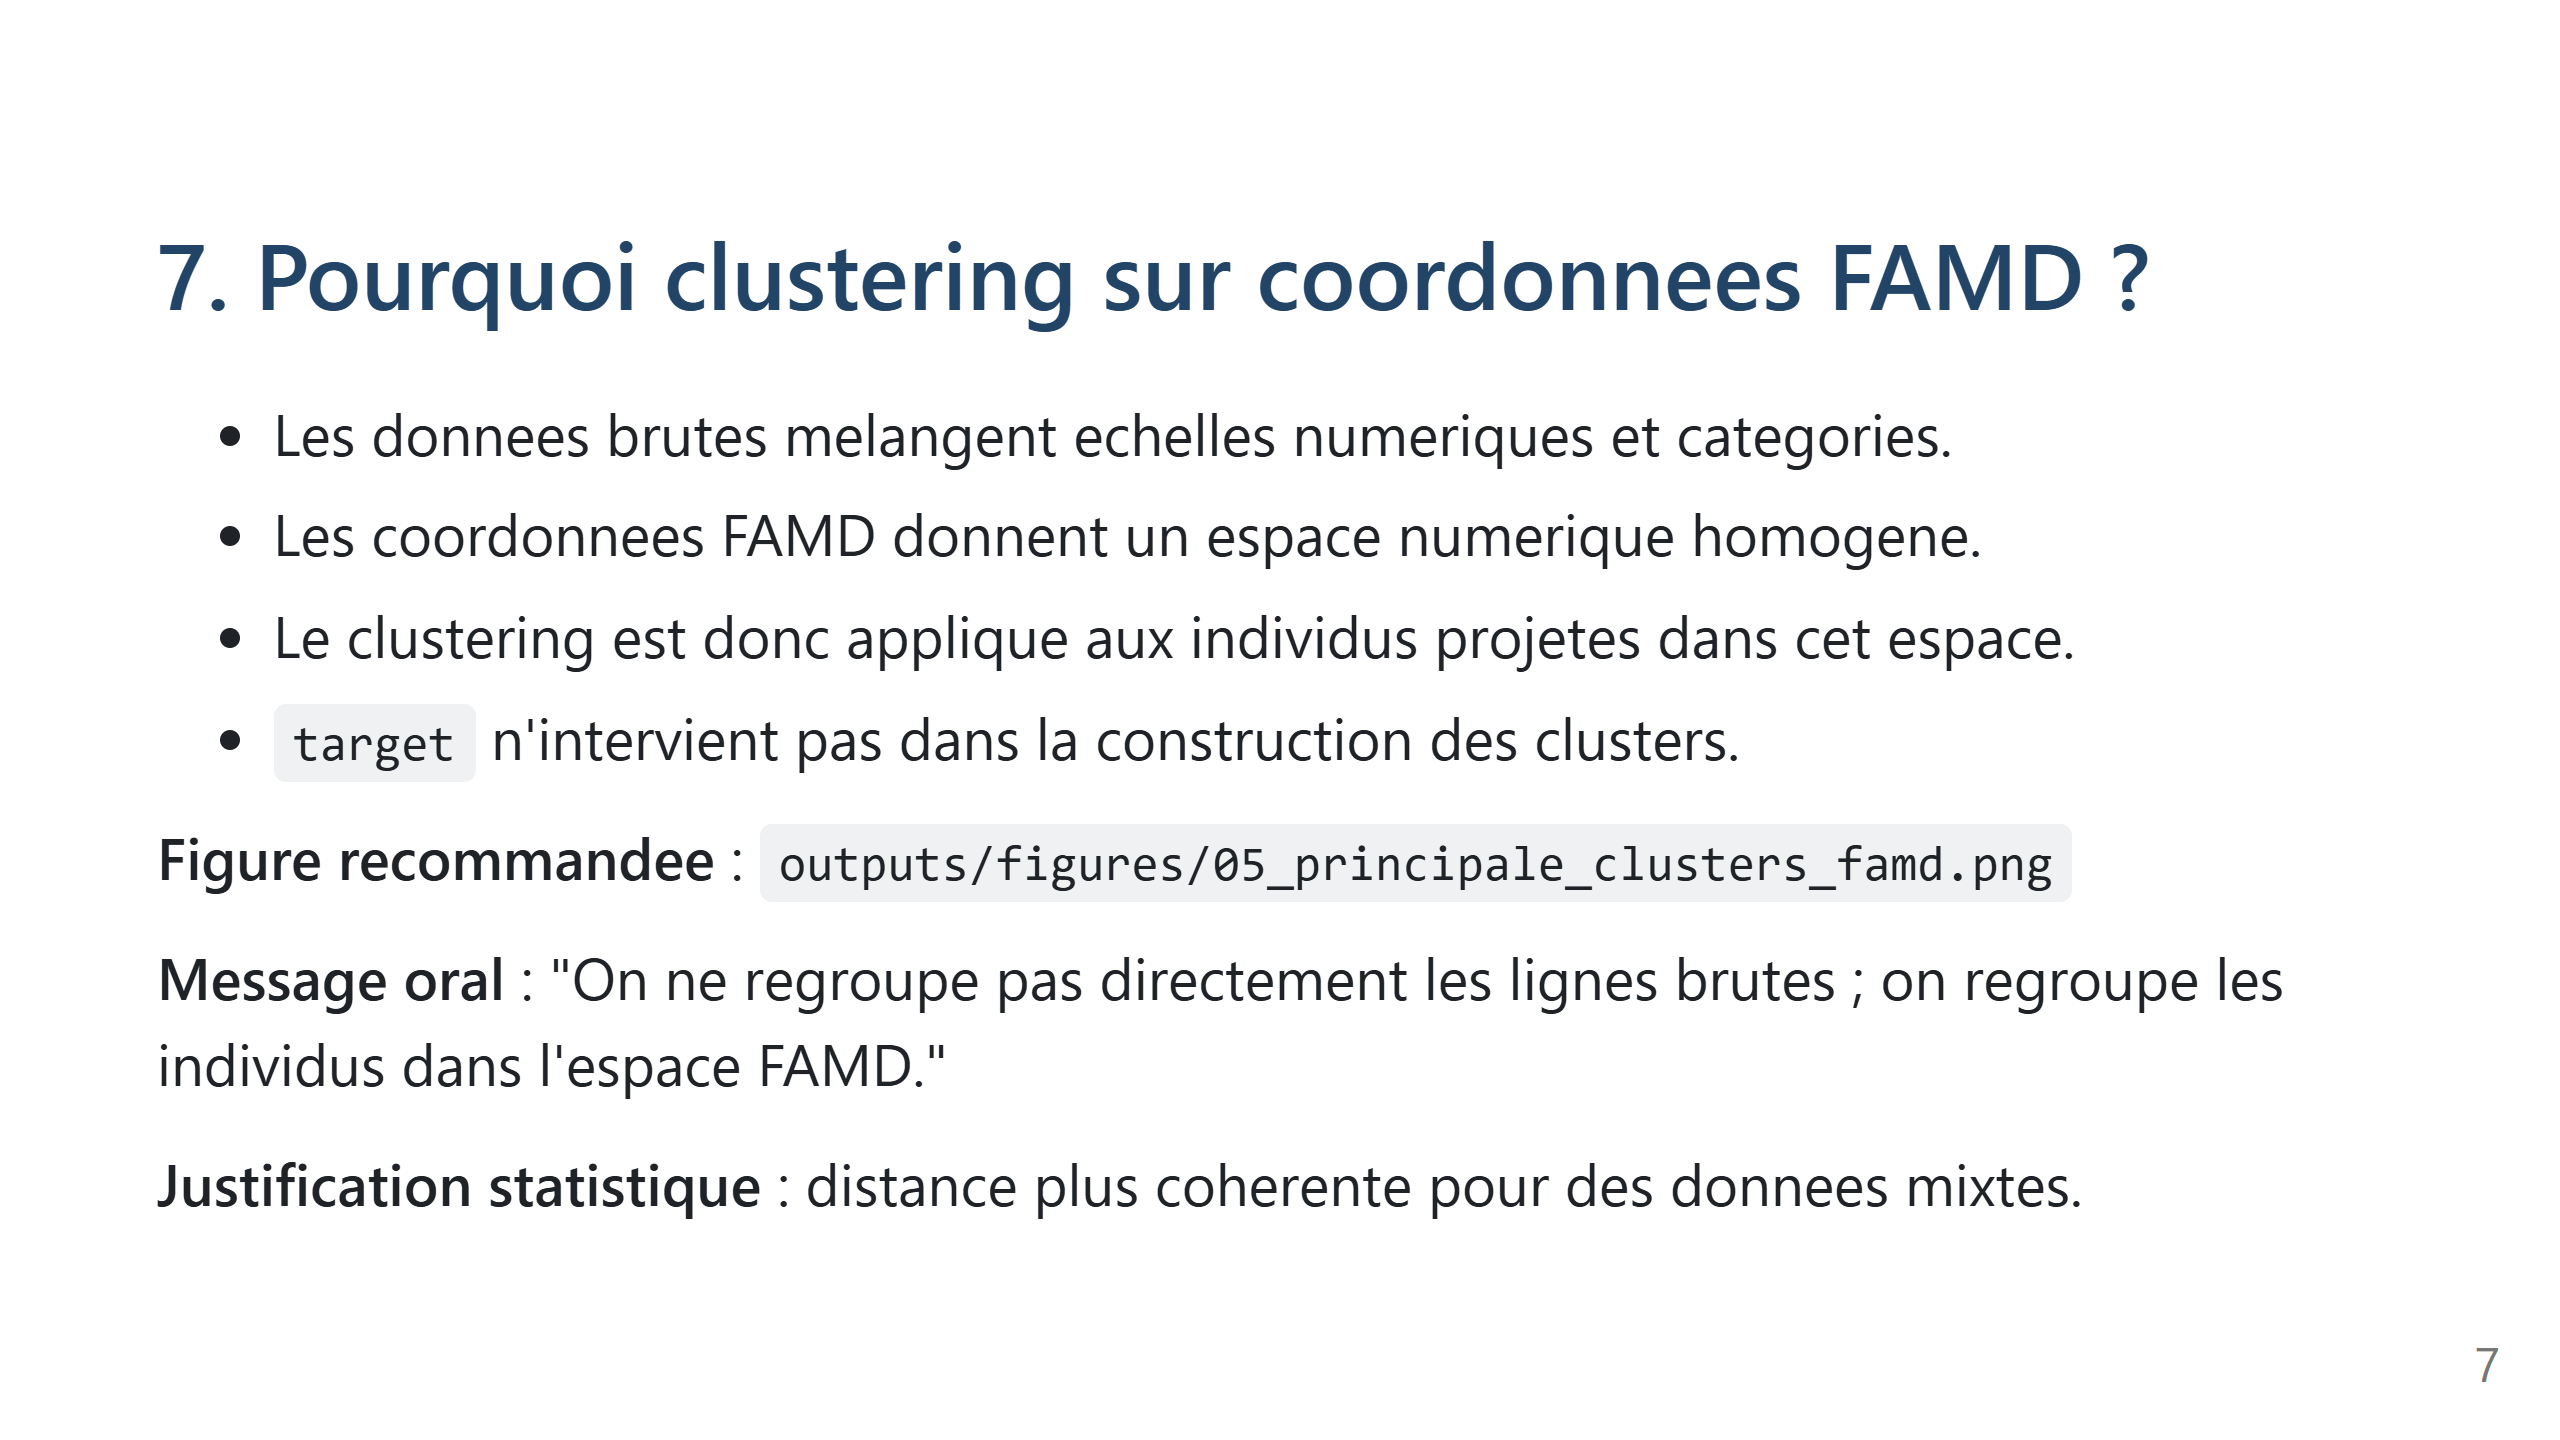 7. Pourquoi clustering sur coordonnees FAMD ?
• Les donnees brutes melangent echelles numeriques et categories.
• Les coordonnees FAMD donnent un espace numerique homogene.
• Le clustering est donc applique aux individus projetes dans cet espace.
• target n'intervient pas dans la construction des clusters.
Figure recommandee : outputs/figures/05_principale_clusters_famd.png
Message oral : "On ne regroupe pas directement les lignes brutes ; on regroupe les
individus dans l'espace FAMD."
Justification statistique : distance plus coherente pour des donnees mixtes.
7